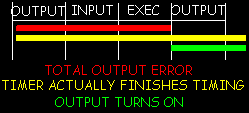 OUTPUT INPUT EXEC OUTPUT
TOTAL OUTPUT ERROR
TIMER ACTUALLY FINISHES TIMING
OUTPUT TURNS ON